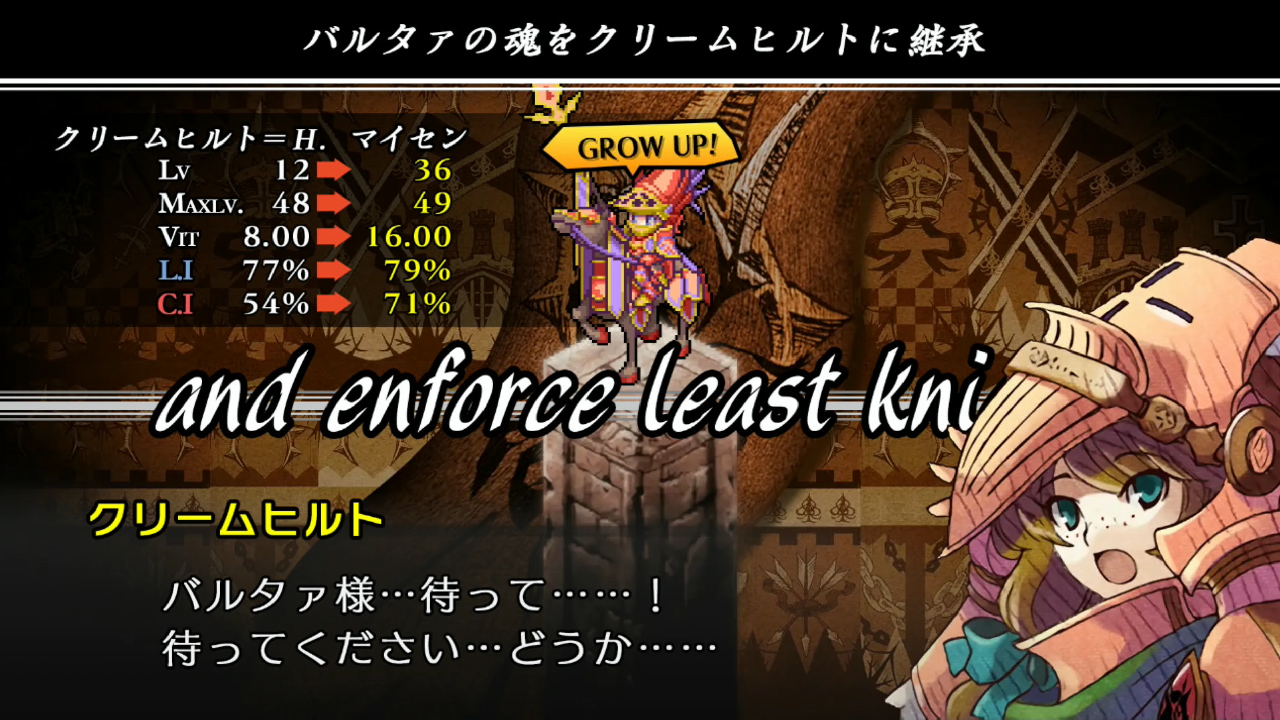 バルタァの魂をクリームヒルトに継承
GROW UP!
クリームヒルト＝H. マイセン
LV 12 36
MAXLV. 48 49
VIT 8.00 16.00
L.I 77% 79%
C.I 54% 71%
and enforce least kni
クリームヒルト
バルタァ様…待って……！
待ってください…どうか……